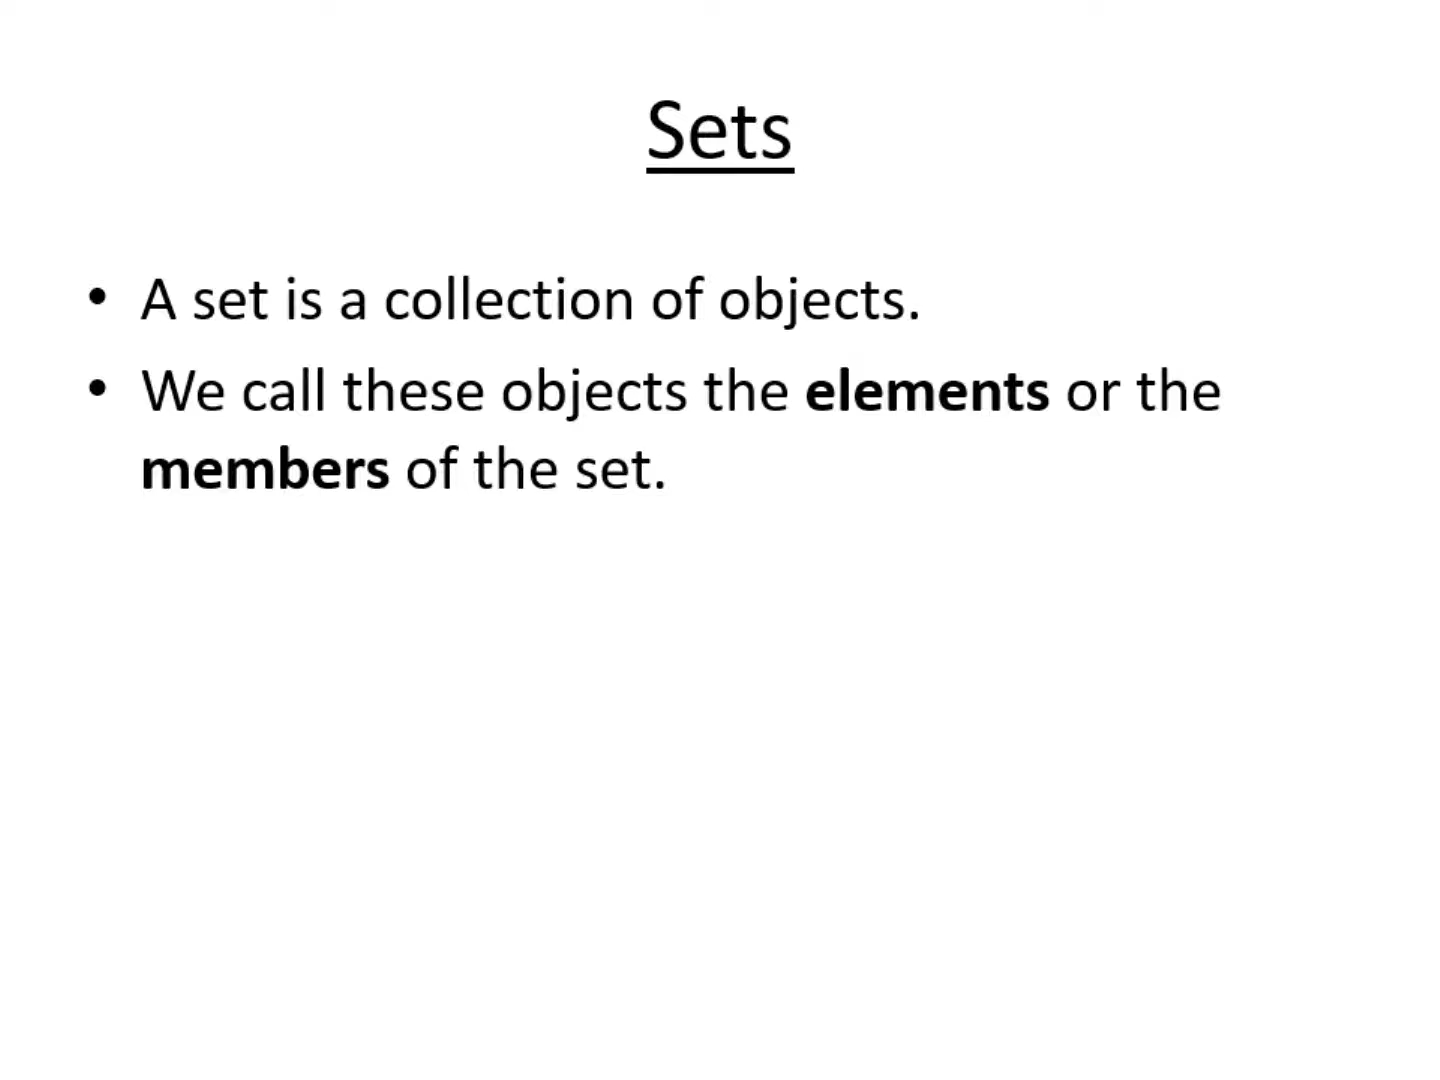 Sets
• A set is a collection of objects.
• We call these objects the elements or the
members of the set.